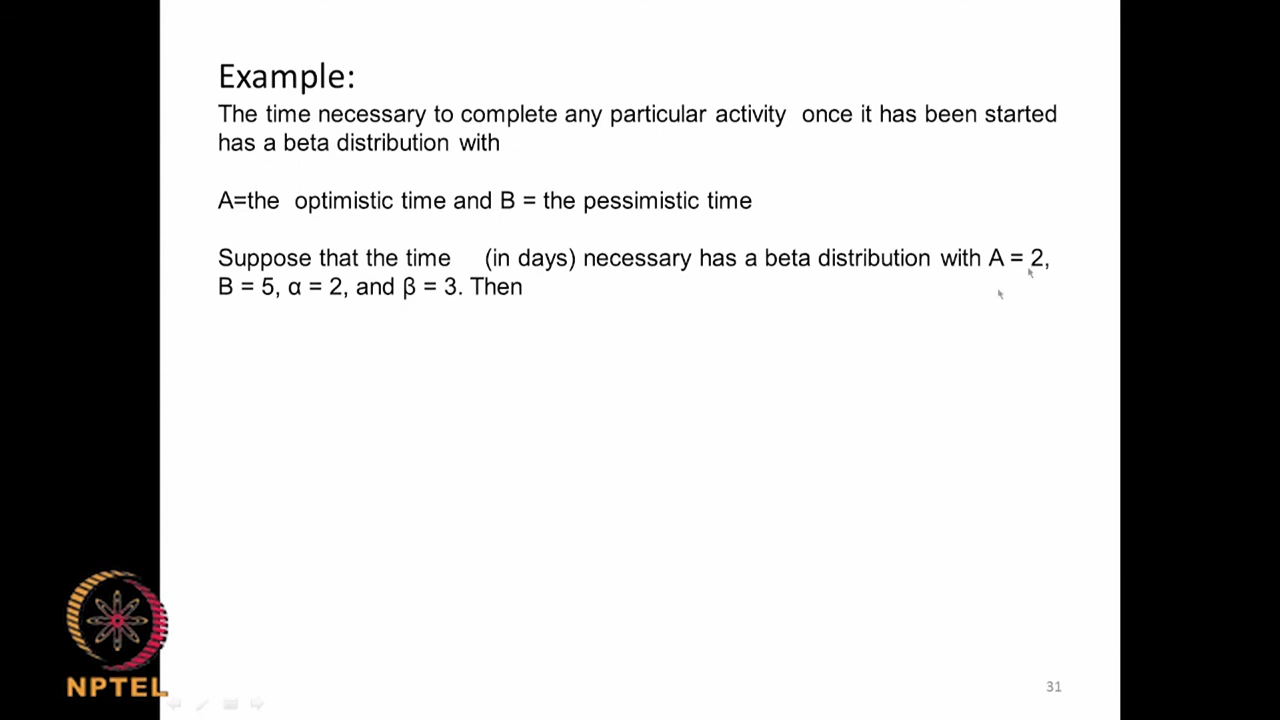 Example:
The time necessary to complete any particular activity once it has been started
has a beta distribution with
A=the optimistic time and B = the pessimistic time
Suppose that the time (in days) necessary has a beta distribution with A = 2,
B = 5, α = 2, and β = 3. Then
NPTEL
31